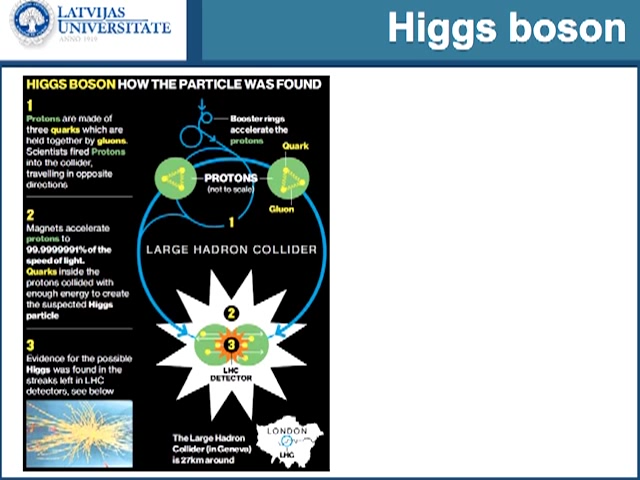 LATVIJAS
UNIVERSITATE
ANNO 1919
Higgs boson
HIGGS BOSON HOW THE PARTICLE WAS FOUND
1
Protons are made of
three quarks which are
held together by gluons.
Scientists fired Protons
into the collider,
travelling in opposite
directions
2
Magnets accelerate
protons to
99.9999991% of the
speed of light.
Quarks inside the
protons collided with
enough energy to create
the suspected Higgs
particle
3
Evidence for the possible
Higgs was found in the
streaks left in LHC
detectors, see below
Booster rings
accelerate the
protons
Quark
PROTONS
(not to scale)
Gluon
1
LARGE HADRON COLLIDER
2
3
LHC
DETECTOR
The Large Hadron
Collider (in Geneva)
is 27km around
LONDON
LHC